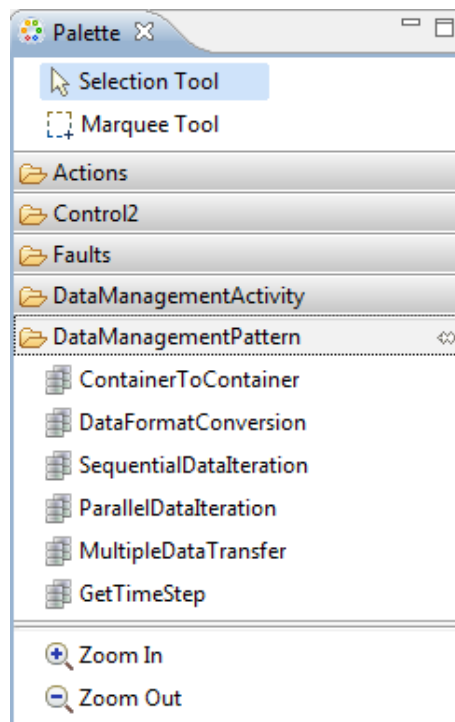 Palette
Selection Tool
Marquee Tool
Actions
Control2
Faults
DataManagementActivity
DataManagementPattern
ContainerToContainer
DataFormatConversion
SequentialDataIteration
ParallelDataIteration
MultipleDataTransfer
GetTimeStep
Zoom In
Zoom Out